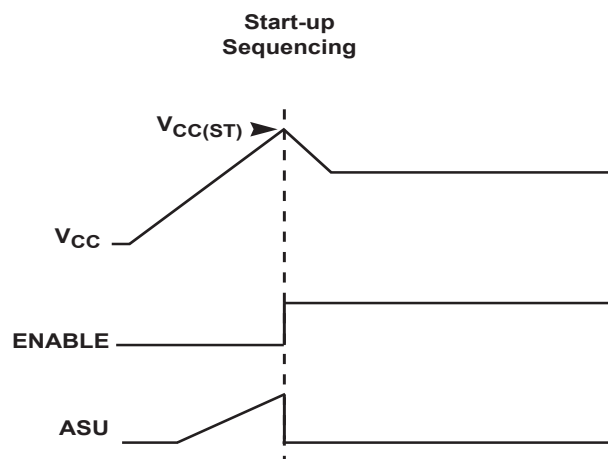 Start-up
Sequencing
VCC(ST)
VCC
ENABLE
ASU